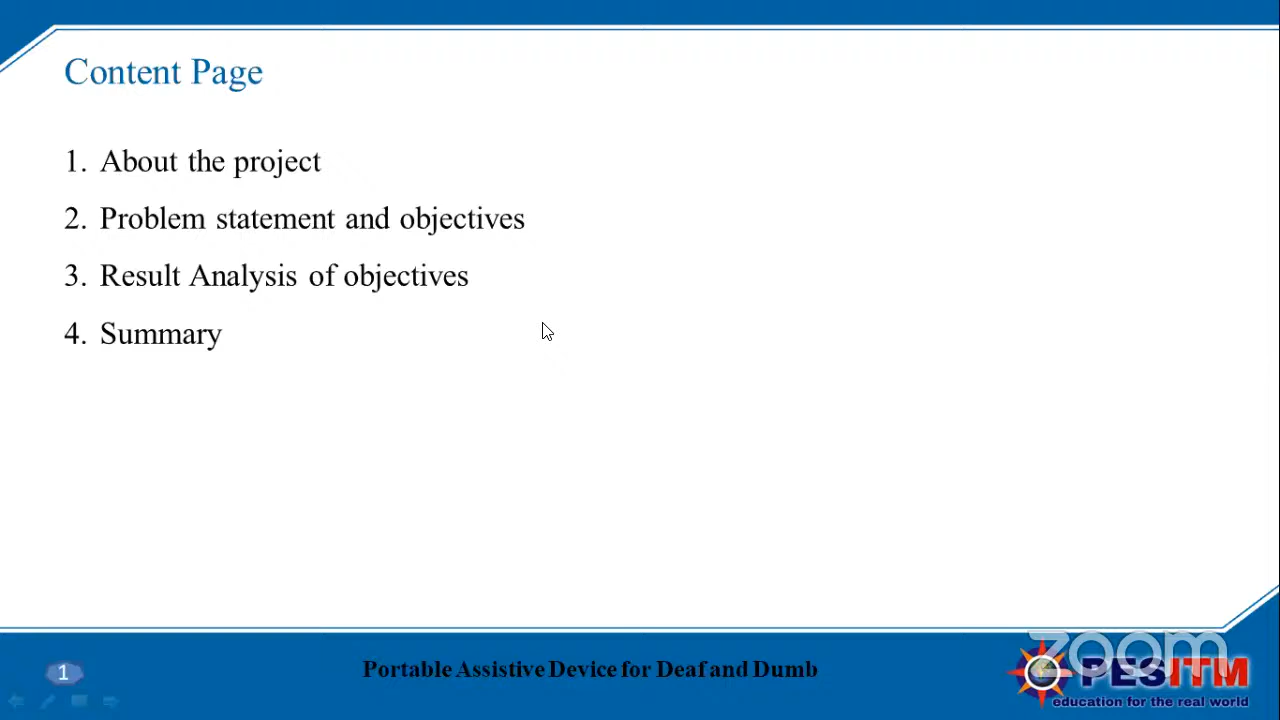 Content Page
1. About the project
2. Problem statement and objectives
3. Result Analysis of objectives
4. Summary
1
Portable Assistive Device for Deaf and Dumb
zoom
PESITM
education for the real world